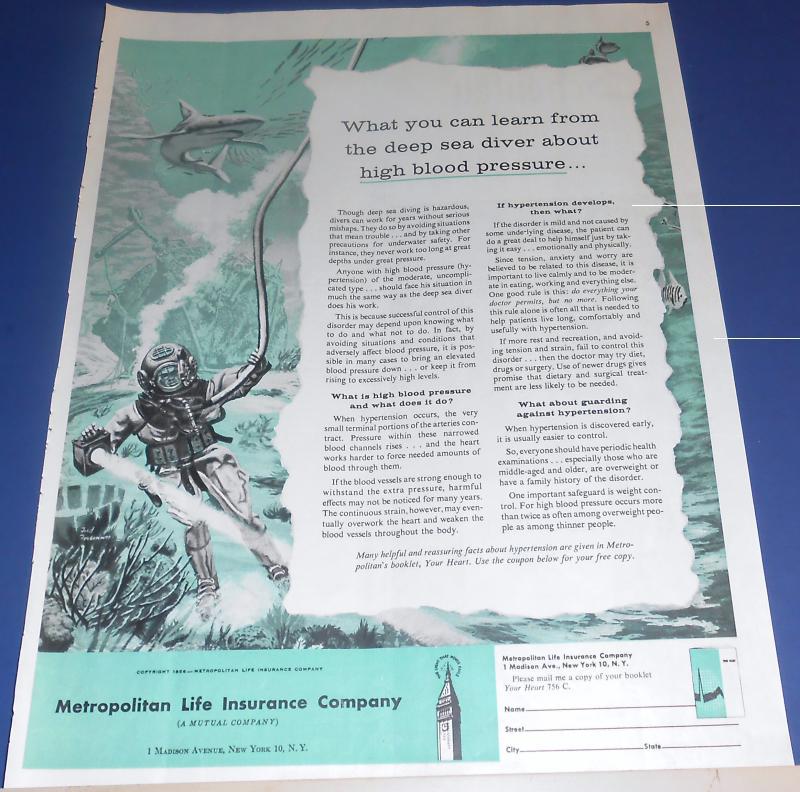 5
What you can learn from
the deep sea diver about
high blood pressure...
Though deep sea diving is hazardous,
divers can work for years without serious
mishaps. They do so by avoiding situations
that mean trouble . . . and by taking other
precautions for underwater safety. For
instance, they never work too long at great
depths under great pressure.
Anyone with high blood pressure (hy-
pertension) of the moderate, uncompli-
cated type . . . should face his situation in
much the same way as the deep sea diver
does his work.
This is because successful control of this
disorder may depend upon knowing what
to do and what not to do. In fact, by
avoiding situations and conditions that
adversely affect blood pressure, it is pos-
sible in many cases to bring an elevated
blood pressure down . . . or keep it from
rising to excessively high levels.
What is high blood pressure
and what does it do?
When hypertension occurs, the very
small terminal portions of the arteries con-
tract. Pressure within these narrowed
blood channels rises . . . and the heart
works harder to force needed amounts of
blood through them.
If the blood vessels are strong enough to
withstand the extra pressure, harmful
effects may not be noticed for many years.
The continuous strain, however, may even-
tually overwork the heart and weaken the
blood vessels throughout the body.
If hypertension develops,
then what?
If the disorder is mild and not caused by
some underlying disease, the patient can
do a great deal to help himself just by tak-
ing it easy . . . emotionally and physically.
Since tension, anxiety and worry are
believed to be related to this disease, it is
important to live calmly and to be moder-
ate in eating, working and everything else.
One good rule is this: do everything your
doctor permits, but no more. Following
this rule alone is often all that is needed to
help patients live long, comfortably and
usefully with hypertension.
If more rest and recreation, and avoid-
ing tension and strain, fail to control this
disorder . . . then the doctor may try diet,
drugs or surgery. Use of newer drugs gives
promise that dietary and surgical treat-
ment are less likely to be needed.
What about guarding
against hypertension?
When hypertension is discovered early,
it is usually easier to control.
So, everyone should have periodic health
examinations . . . especially those who are
middle-aged and older, are overweight or
have a family history of the disorder.
One important safeguard is weight con-
trol. For high blood pressure occurs more
than twice as often among overweight peo-
ple as among thinner people.
Many helpful and reassuring facts about hypertension are given in Metro-
politan's booklet, Your Heart. Use the coupon below for your free copy.
COPYRIGHT 1956—METROPOLITAN LIFE INSURANCE COMPANY
Metropolitan Life Insurance Company
(A MUTUAL COMPANY)
1 MADISON AVENUE, NEW YORK 10, N. Y.
Metropolitan Life Insurance Company
1 Madison Ave., New York 10, N. Y.
Please mail me a copy of your booklet
Your Heart 756 C.
Name
Street
City State